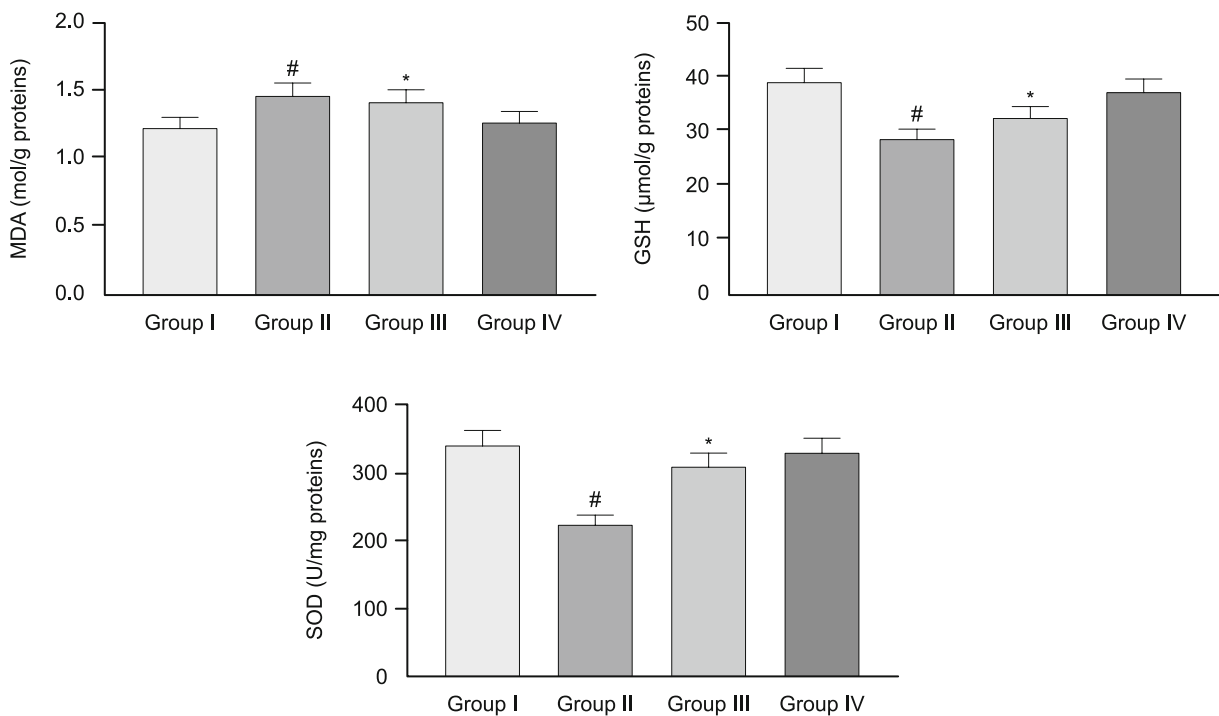 MDA (mol/g proteins)
2.0
1.5
1.0
0.5
0.0
#
*
Group I
Group II
Group III
Group IV
GSH (µmol/g proteins)
50
40
30
20
10
0
#
*
Group I
Group II
Group III
Group IV
SOD (U/mg proteins)
400
300
200
100
0
#
*
Group I
Group II
Group III
Group IV